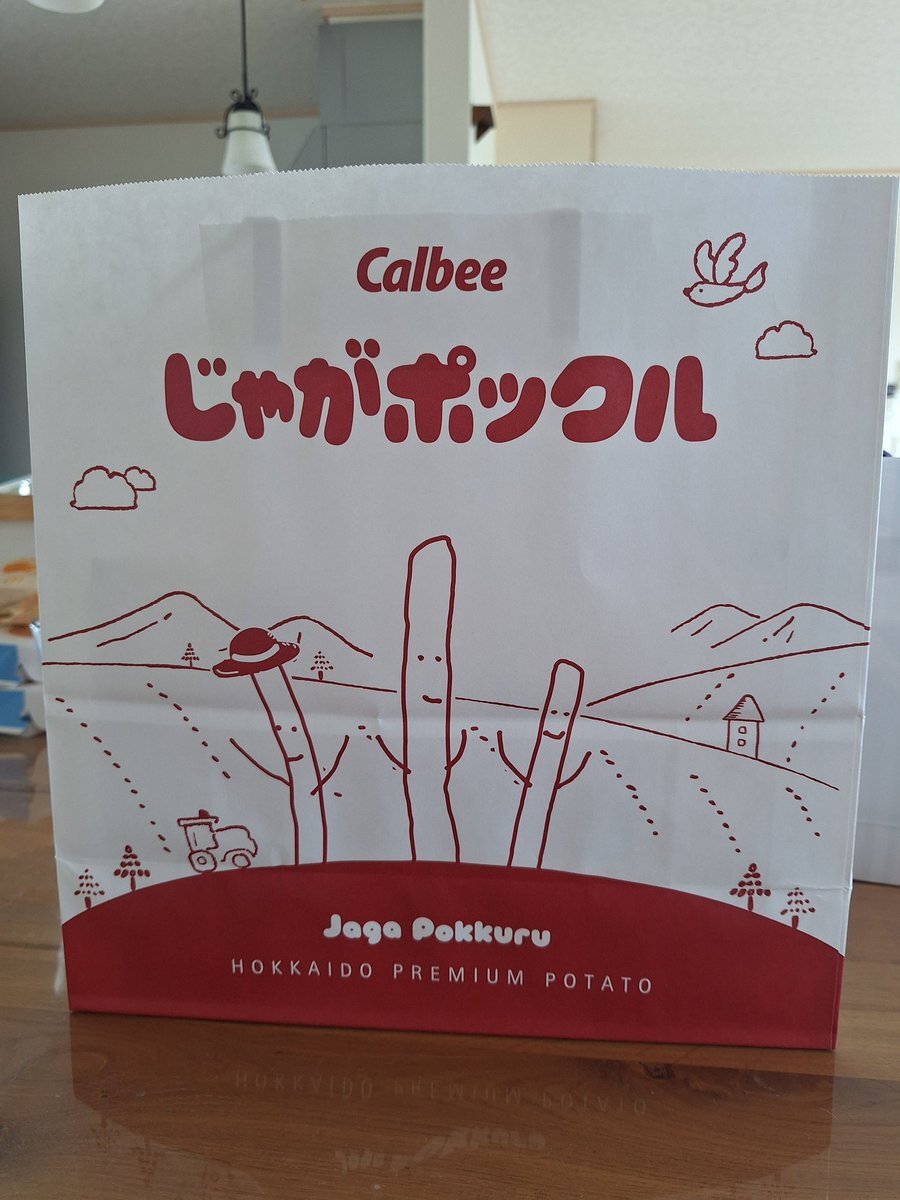 Calbee
じゃがポックル
Jaga Pokkuru
HOKKAIDO PREMIUM POTATO